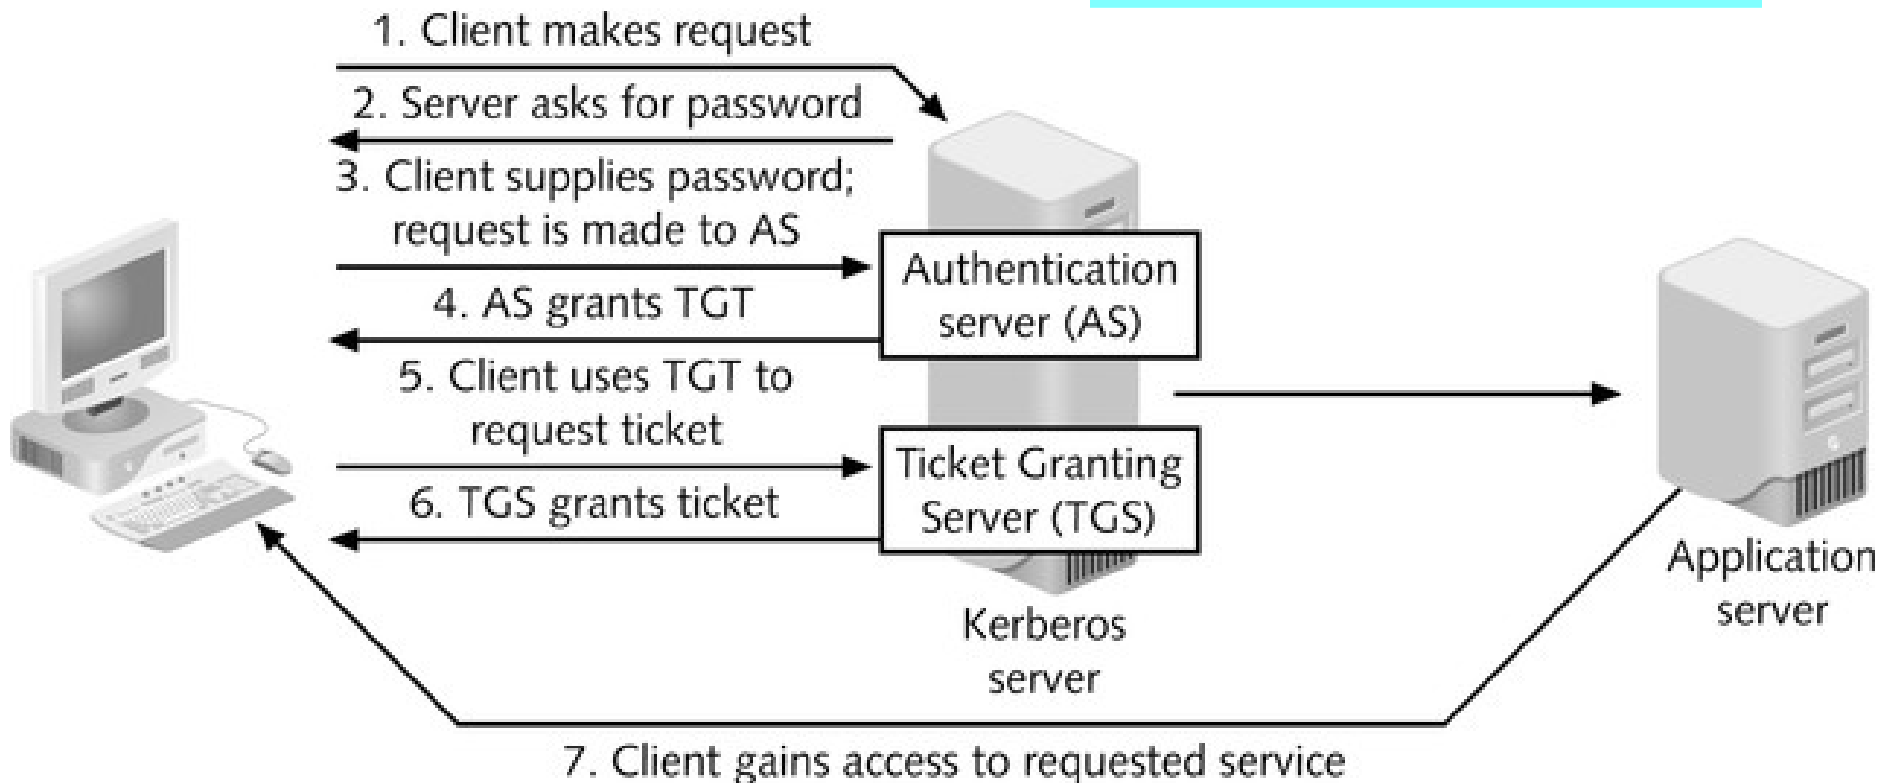 1. Client makes request
2. Server asks for password
3. Client supplies password;
request is made to AS
4. AS grants TGT
5. Client uses TGT to
request ticket
6. TGS grants ticket
Authentication
server (AS)
Ticket Granting
Server (TGS)
Kerberos
server
Application
server
7. Client gains access to requested service